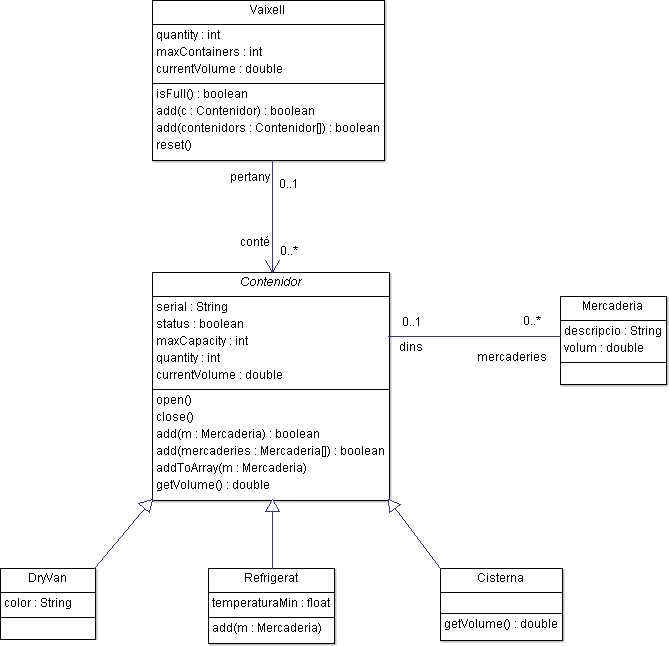 Vaixell
quantity : int
maxContainers : int
currentVolume : double
isFull() : boolean
add(c : Contenidor) : boolean
add(contenidors : Contenidor[]) : boolean
reset()
pertany
0..1
conté
0..*
Contenidor
serial : String
status : boolean
maxCapacity : int
quantity : int
currentVolume : double
open()
close()
add(m : Mercaderia) : boolean
add(mercaderies : Mercaderia[]) : boolean
addToArray(m : Mercaderia)
getVolume() : double
0..1
dins
0..*
mercaderies
Mercaderia
descripcio : String
volum : double
DryVan
color : String
Refrigerat
temperaturaMin : float
add(m : Mercaderia)
Cisterna
getVolume() : double